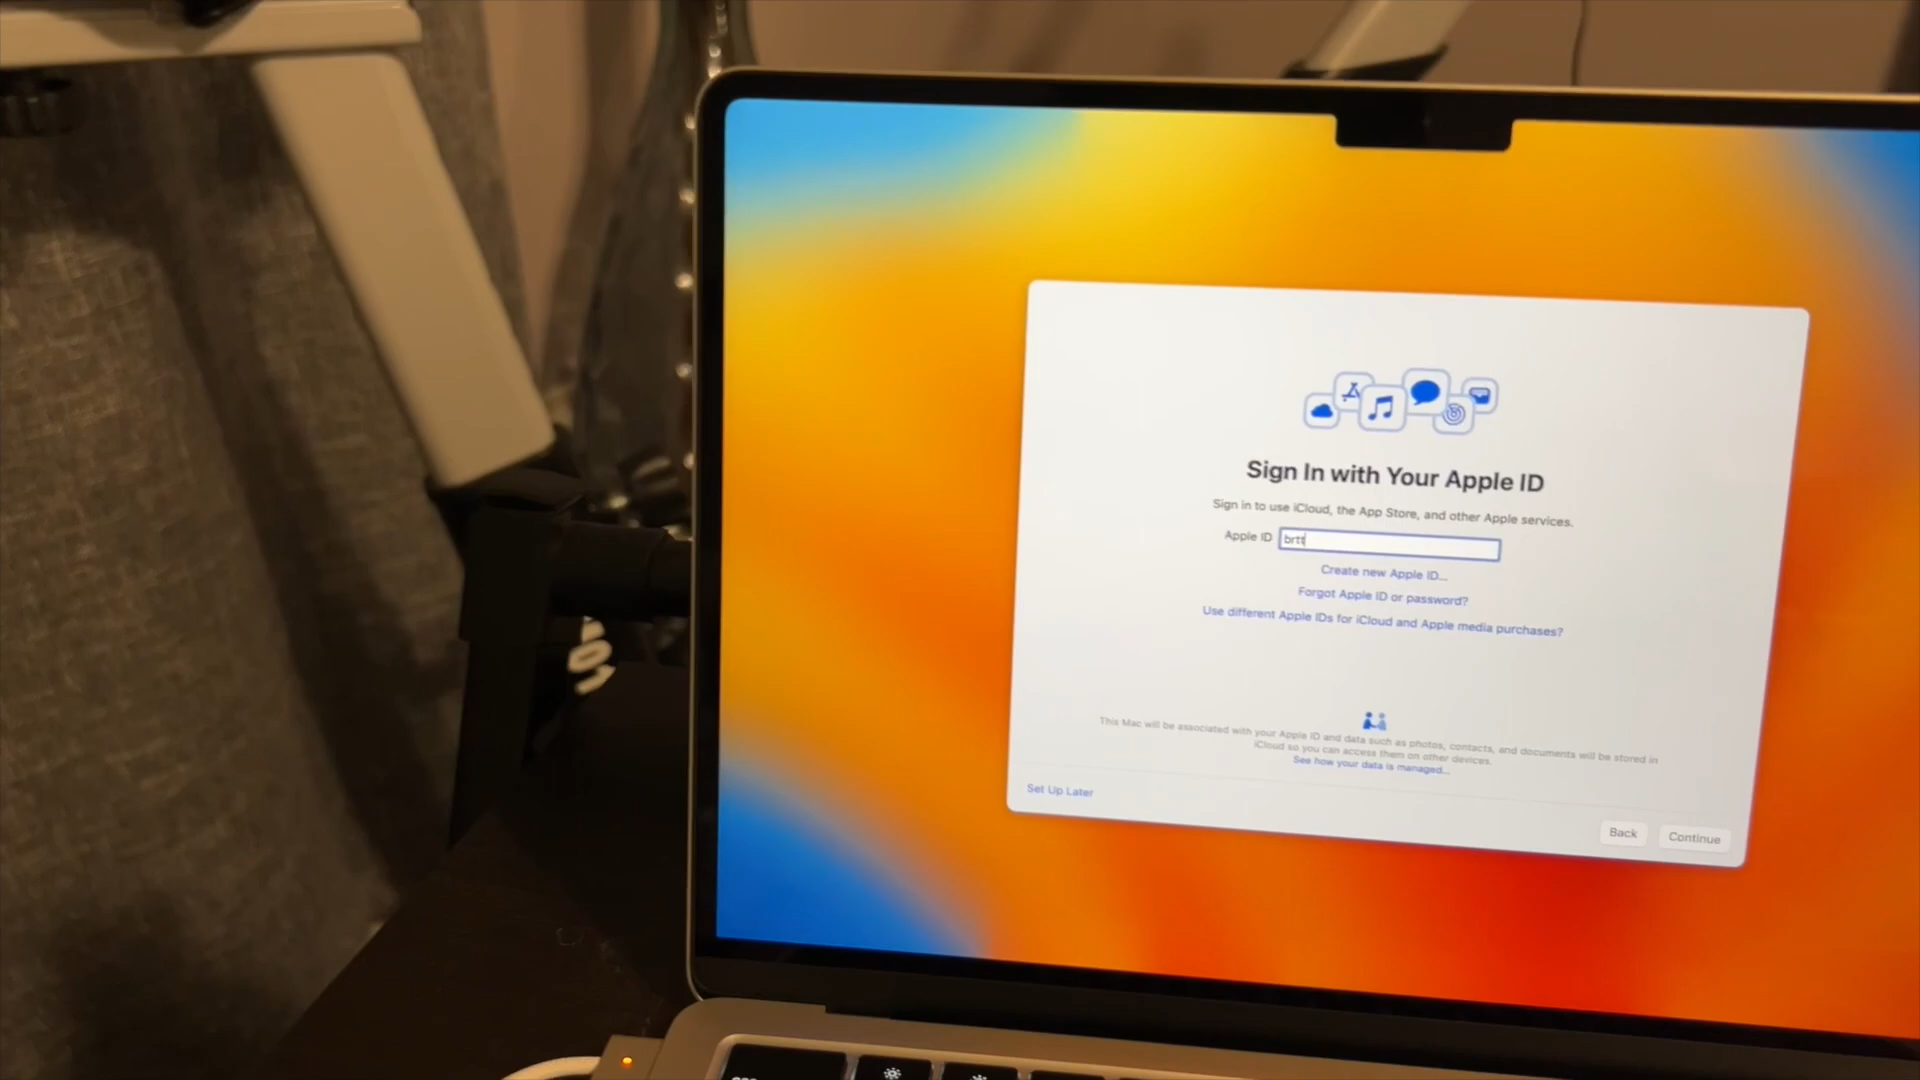 Sign In with Your Apple ID
Sign in to use iCloud, the App Store, and other Apple services.
Apple ID brtt
Create new Apple ID...
Forgot Apple ID or password?
Use different Apple IDs for iCloud and Apple media purchases?
This Mac will be associated with your Apple ID and data such as photos, contacts, and documents will be stored in
iCloud so you can access them on other devices.
See how your data is managed...
Set Up Later
Back Continue